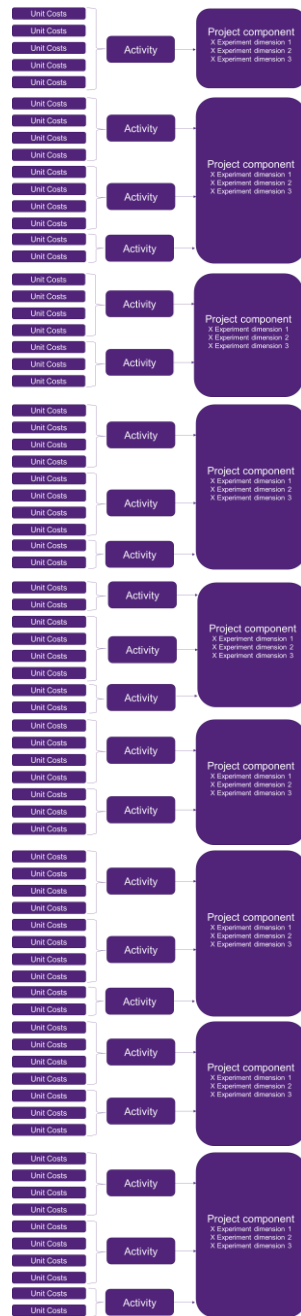 Unit Costs
Unit Costs
Unit Costs
Unit Costs
Unit Costs
Activity
Project component
X Experiment dimension 1
X Experiment dimension 2
X Experiment dimension 3
Unit Costs
Unit Costs
Unit Costs
Unit Costs
Activity
Unit Costs
Unit Costs
Unit Costs
Unit Costs
Activity
Unit Costs
Unit Costs
Activity
Project component
X Experiment dimension 1
X Experiment dimension 2
X Experiment dimension 3
Unit Costs
Unit Costs
Unit Costs
Unit Costs
Activity
Unit Costs
Unit Costs
Unit Costs
Activity
Project component
X Experiment dimension 1
X Experiment dimension 2
X Experiment dimension 3
Unit Costs
Unit Costs
Unit Costs
Unit Costs
Activity
Unit Costs
Unit Costs
Unit Costs
Unit Costs
Activity
Unit Costs
Unit Costs
Activity
Project component
X Experiment dimension 1
X Experiment dimension 2
X Experiment dimension 3
Unit Costs
Unit Costs
Activity
Unit Costs
Unit Costs
Unit Costs
Unit Costs
Activity
Unit Costs
Unit Costs
Activity
Project component
X Experiment dimension 1
X Experiment dimension 2
X Experiment dimension 3
Unit Costs
Unit Costs
Unit Costs
Unit Costs
Activity
Unit Costs
Unit Costs
Unit Costs
Activity
Project component
X Experiment dimension 1
X Experiment dimension 2
X Experiment dimension 3
Unit Costs
Unit Costs
Unit Costs
Unit Costs
Activity
Unit Costs
Unit Costs
Unit Costs
Unit Costs
Activity
Unit Costs
Unit Costs
Activity
Project component
X Experiment dimension 1
X Experiment dimension 2
X Experiment dimension 3
Unit Costs
Unit Costs
Unit Costs
Unit Costs
Activity
Unit Costs
Unit Costs
Unit Costs
Activity
Project component
X Experiment dimension 1
X Experiment dimension 2
X Experiment dimension 3
Unit Costs
Unit Costs
Unit Costs
Unit Costs
Activity
Unit Costs
Unit Costs
Unit Costs
Unit Costs
Activity
Unit Costs
Unit Costs
Activity
Project component
X Experiment dimension 1
X Experiment dimension 2
X Experiment dimension 3